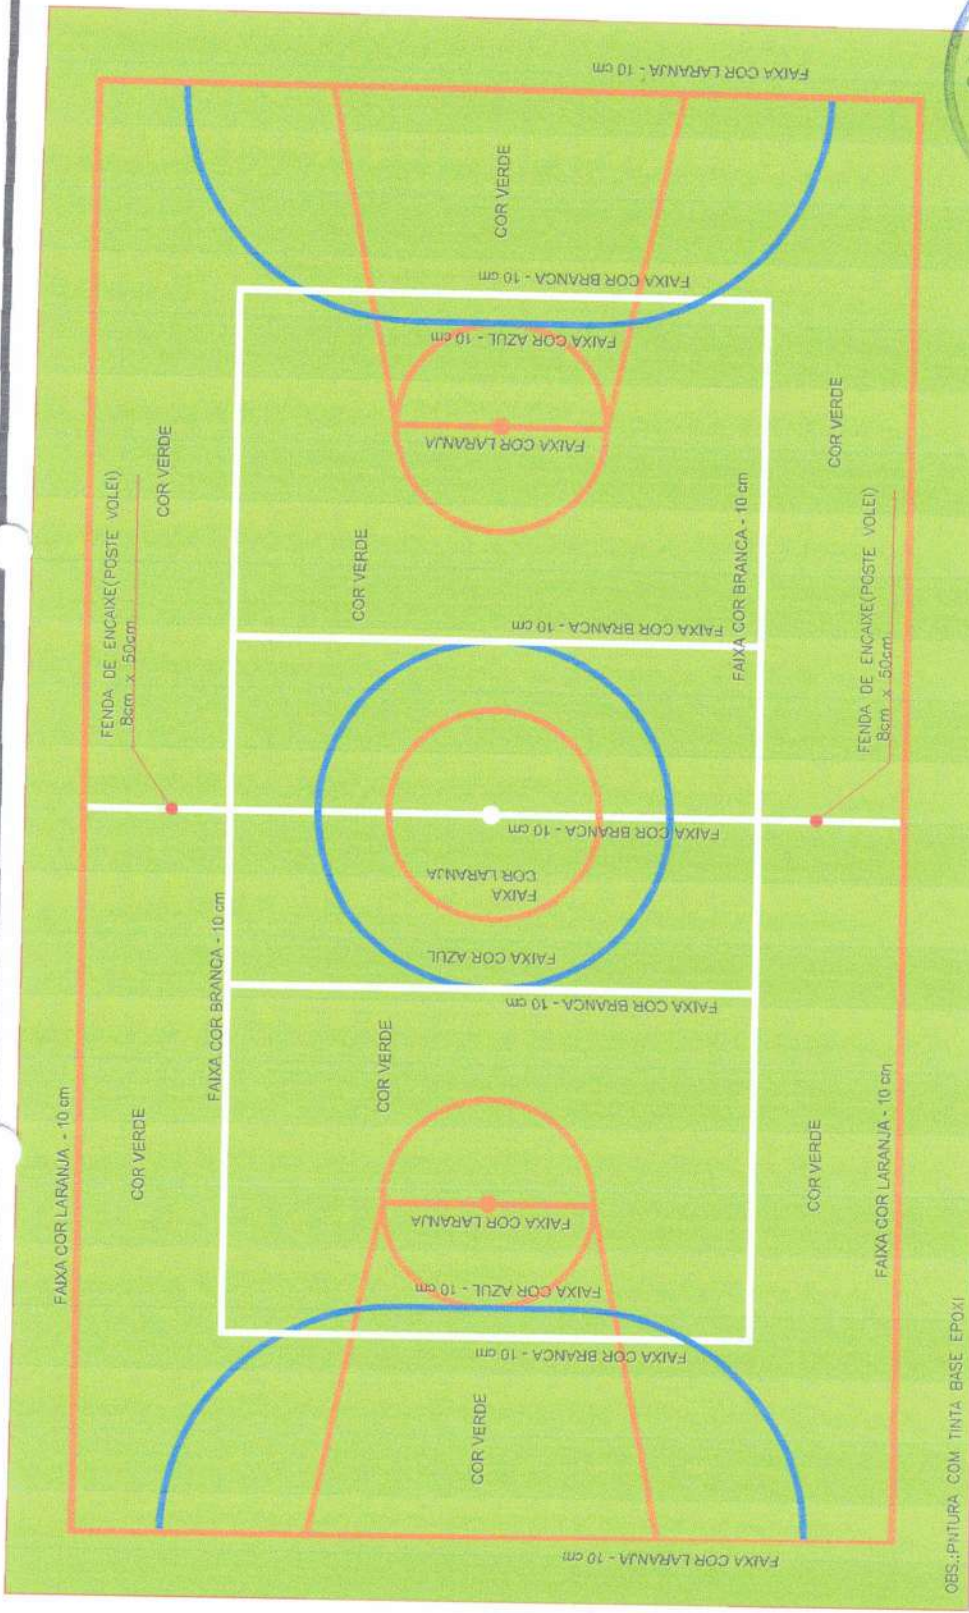 FAIXA COR LARANJA - 10 cm
FENDA DE ENCAIXE(POSTE VOLEI)
8cm x 50cm
COR VERDE
COR VERDE
FAIXA COR BRANCA - 10 cm
COR VERDE
COR VERDE
FAIXA COR LARANJA - 10 cm
COR VERDE
FAIXA COR BRANCA - 10 cm
FAIXA COR AZUL - 10 cm
FAIXA COR LARANJA
FAIXA COR BRANCA - 10 cm
FAIXA COR AZUL
FAIXA
COR LARANJA
FAIXA COR BRANCA - 10 cm
FAIXA COR BRANCA - 10 cm
FAIXA COR LARANJA
FAIXA COR AZUL - 10 cm
FAIXA COR BRANCA - 10 cm
COR VERDE
FAIXA COR LARANJA - 10 cm
FAIXA COR BRANCA - 10 cm
COR VERDE
COR VERDE
FENDA DE ENCAIXE(POSTE VOLEI)
8cm x 50cm
FAIXA COR LARANJA - 10 cm
OBS.:PNTURA COM TINTA BASE EPOXI